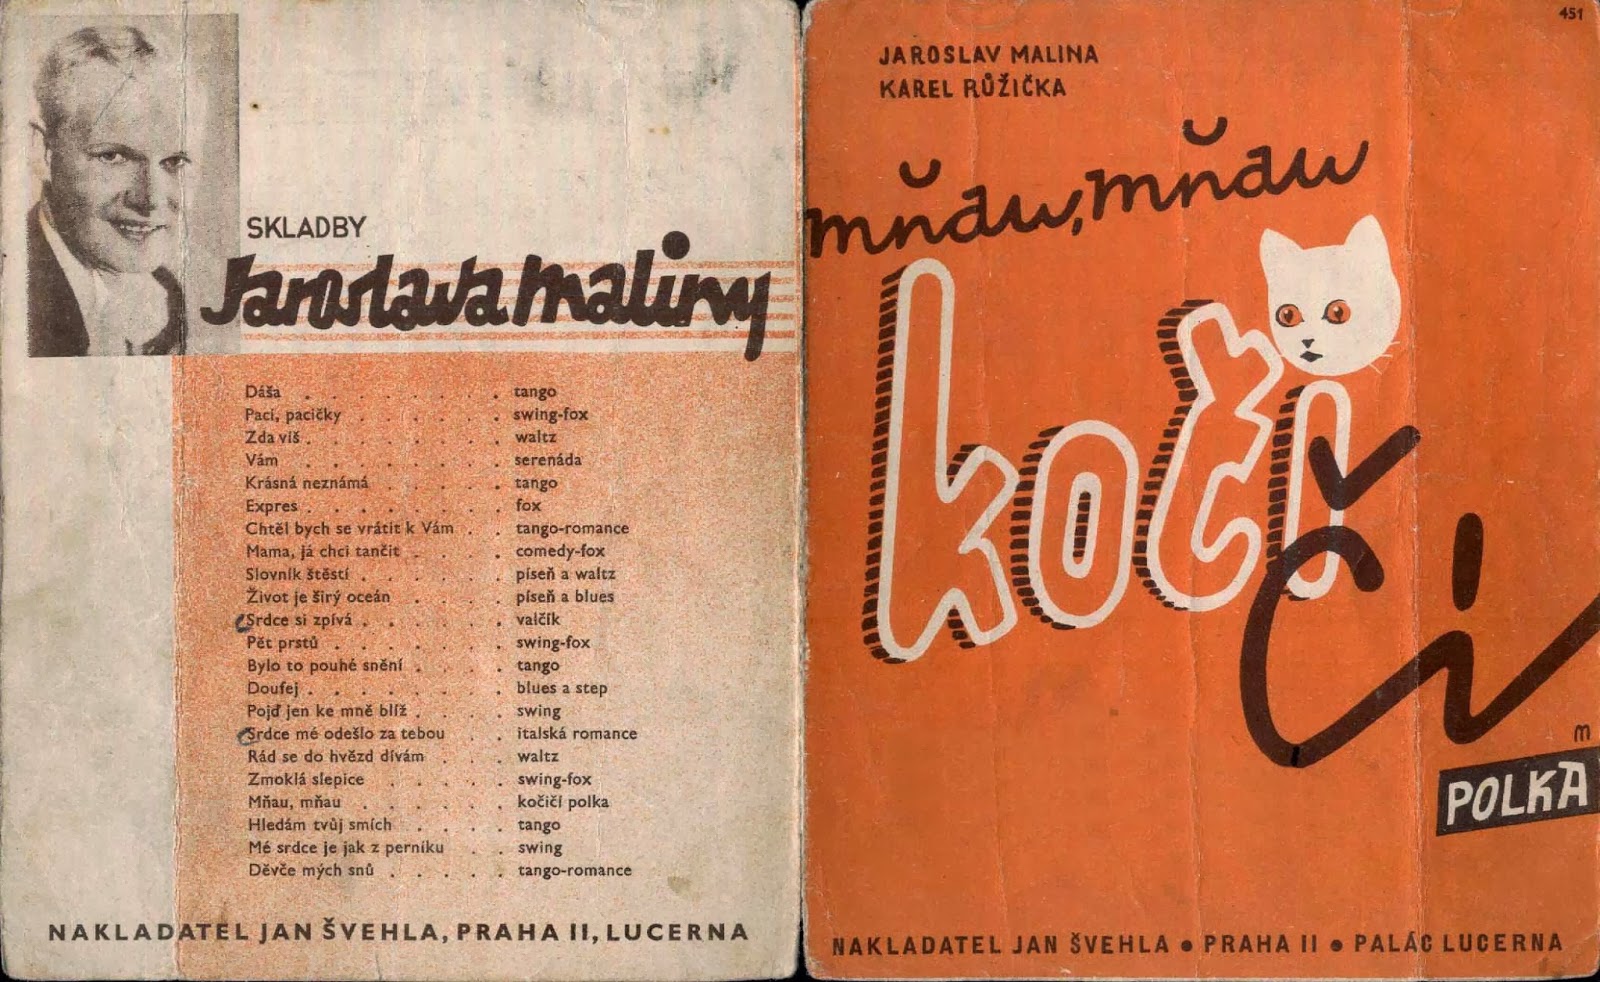 SKLADBY
Jaroslava Maliny
Dáša . . . . . . . . tango
Paci, pacičky . . . . . . swing-fox
Zda víš . . . . . . . . waltz
Vám . . . . . . . . serenáda
Krásná neznámá . . . . . tango
Expres . . . . . . . . fox
Chtěl bych se vrátit k Vám . . tango-romance
Mama, já chci tančit . . . . comedy-fox
Slovník štěstí . . . . . . píseň a waltz
Život je širý oceán . . . . píseň a blues
Srdce si zpívá . . . . . . valčík
Pět prstů . . . . . . . swing-fox
Bylo to pouhé snění . . . . tango
Doufej . . . . . . . . blues a step
Pojď jen ke mně blíž . . . . swing
Srdce mé odešlo za tebou . . italská romance
Rád se do hvězd dívám . . . waltz
Zmoklá slepice . . . . . swing-fox
Mňau, mňau . . . . . . kočičí polka
Hledám tvůj smích . . . . tango
Mé srdce je jak z perníku . . swing
Děvče mých snů . . . . . tango-romance
NAKLADATEL JAN ŠVEHLA, PRAHA II, LUCERNA
451
JAROSLAV MALINA
KAREL RŮŽIČKA
mňau, mňau
koči
Či
m
POLKA
NAKLADATEL JAN ŠVEHLA • PRAHA II • PALÁC LUCERNA